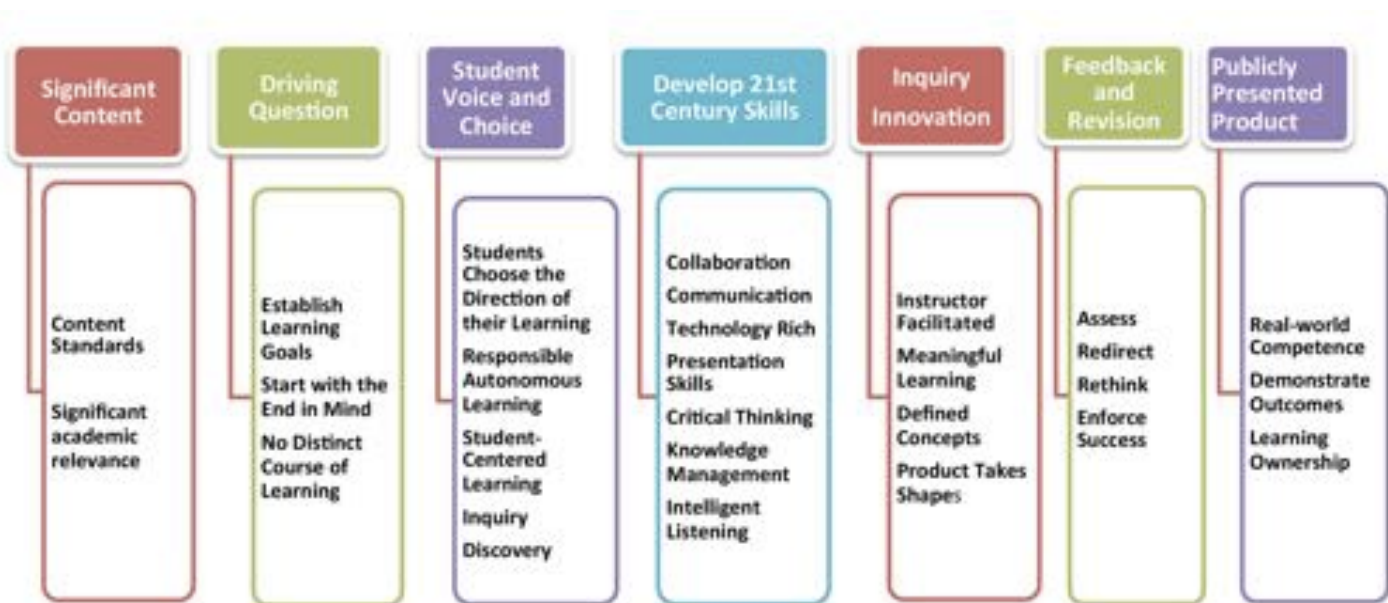 Significant
Content
Content
Standards
Significant
academic
relevance
Driving
Question
Establish
Learning
Goals
Start with the
End in Mind
No Distinct
Course of
Learning
Student
Voice and
Choice
Students
Choose the
Direction of
their Learning
Responsible
Autonomous
Learning
Student-
Centered
Learning
Inquiry
Discovery
Develop 21st
Century Skills
Collaboration
Communication
Technology Rich
Presentation
Skills
Critical Thinking
Knowledge
Management
Intelligent
Listening
Inquiry
Innovation
Instructor
Facilitated
Meaningful
Learning
Defined
Concepts
Product Takes
Shapes
Feedback
and
Revision
Assess
Redirect
Rethink
Enforce
Success
Publicly
Presented
Product
Real-world
Competence
Demonstrate
Outcomes
Learning
Ownership